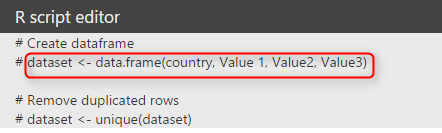 R script editor
# Create dataframe
# dataset <- data.frame(country, Value 1, Value2, Value3)
# Remove duplicated rows
# dataset <- unique(dataset)